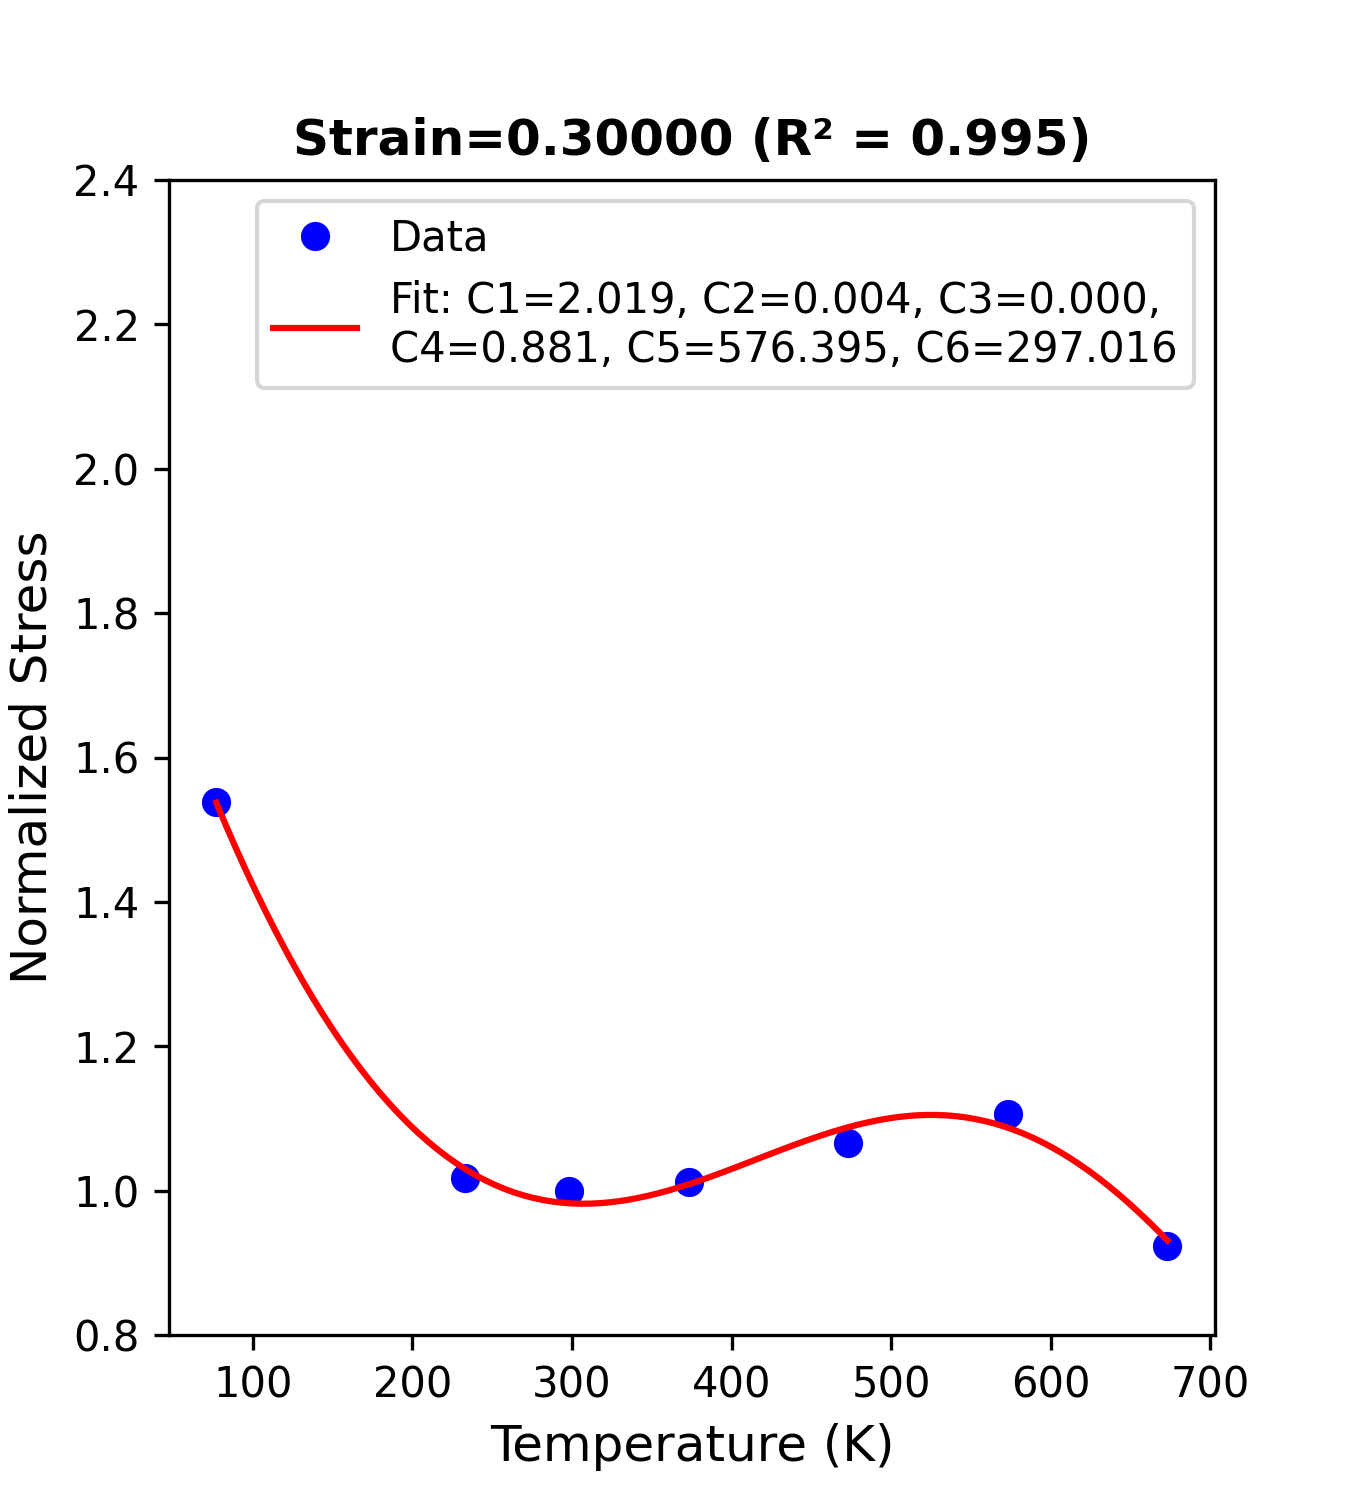 Strain=0.30000 (R² = 0.995)
Data
Fit: C1=2.019, C2=0.004, C3=0.000,
C4=0.881, C5=576.395, C6=297.016
Normalized Stress
2.4
2.2
2.0
1.8
1.6
1.4
1.2
1.0
0.8
100 200 300 400 500 600 700
Temperature (K)